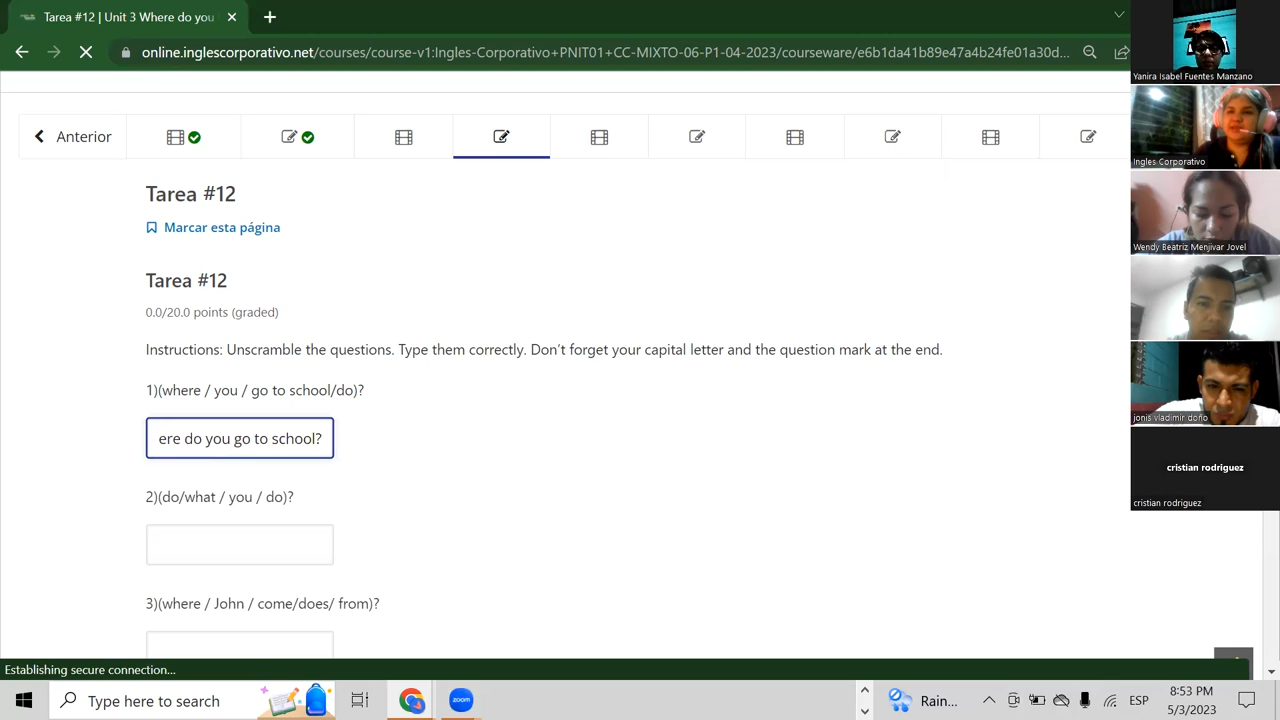 Tarea #12 | Unit 3 Where do you
online.inglescorporativo.net/courses/course-v1:Ingles-Corporativo+PNIT01+CC-MIXTO-06-P1-04-2023/courseware/e6b1da41b89e47a4b24fe01a30d...
Anterior
Tarea #12
Marcar esta página
Tarea #12
0.0/20.0 points (graded)
Instructions: Unscramble the questions. Type them correctly. Don't forget your capital letter and the question mark at the end.
1)(where / you / go to school/do)?
ere do you go to school?
2)(do/what / you / do)?
3)(where / John / come/does/ from)?
Establishing secure connection...
Yanira Isabel Fuentes Manzano
Ingles Corporativo
Wendy Beatriz Menjivar Jovel
jonis vladimir doño
cristian rodriguez
cristian rodriguez
Type here to search
zoom
Rain...
ESP
8:53 PM
5/3/2023